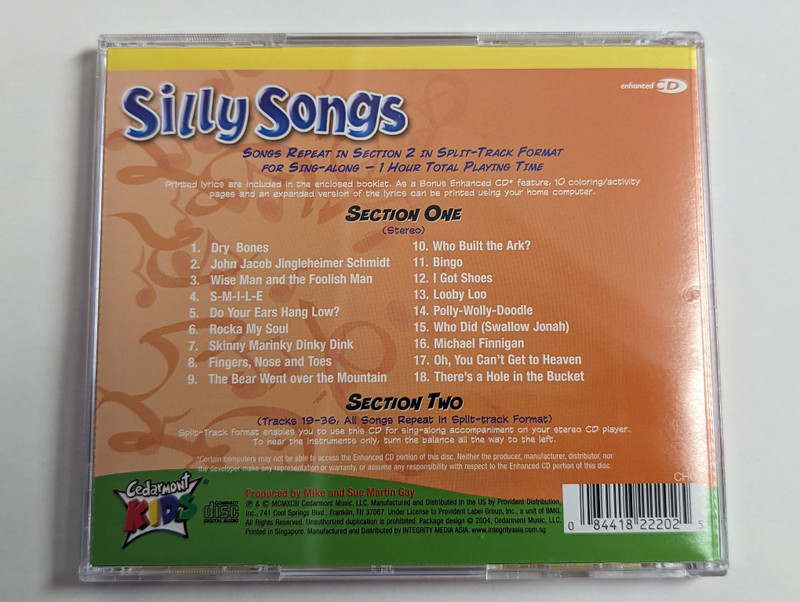 enhanced CD
Silly Songs
Songs Repeat in Section 2 in Split-Track Format
for Sing-along – 1 Hour Total Playing Time
Printed lyrics are included in the enclosed booklet. As a Bonus Enhanced CD* feature, 10 coloring/activity
pages and an expanded version of the lyrics can be printed using your home computer.
Section One
(Stereo)
1. Dry Bones
2. John Jacob Jingleheimer Schmidt
3. Wise Man and the Foolish Man
4. S-M-I-L-E
5. Do Your Ears Hang Low?
6. Rocka My Soul
7. Skinny Marinky Dinky Dink
8. Fingers, Nose and Toes
9. The Bear Went over the Mountain
10. Who Built the Ark?
11. Bingo
12. I Got Shoes
13. Looby Loo
14. Polly-Wolly-Doodle
15. Who Did (Swallow Jonah)
16. Michael Finnigan
17. Oh, You Can't Get to Heaven
18. There's a Hole in the Bucket
Section Two
(Tracks 19-36, All Songs Repeat in Split-track Format)
Split-Track format enables you to use this CD for sing-along accompaniment on your stereo CD player.
To hear the instruments only, turn the balance all the way to the left.
*Certain computers may not be able to access the Enhanced CD portion of this disc. Neither the producer, manufacturer, distributor, nor
the developer make any representation or warranty, or assume any responsibility with respect to the Enhanced CD portion of this disc.
Cedarmont
KIDS
COMPACT
disc
DIGITAL AUDIO
Produced by Mike and Sue Martin Gay
℗ & © MCMXCIII Cedarmont Music, LLC. Manufactured and Distributed in the US by Provident Distribution,
Inc., 741 Cool Springs Blvd., Franklin, TN 37067. Under License to Provident Label Group, Inc., a unit of BMG.
All Rights Reserved. Unauthorized duplication is prohibited. Package design © 2004, Cedarmont Music, LLC.
Printed in Singapore. Manufactured and Distributed by INTEGRITY MEDIA ASIA. www.integrityasia.com.sg
0 84418 22202 5